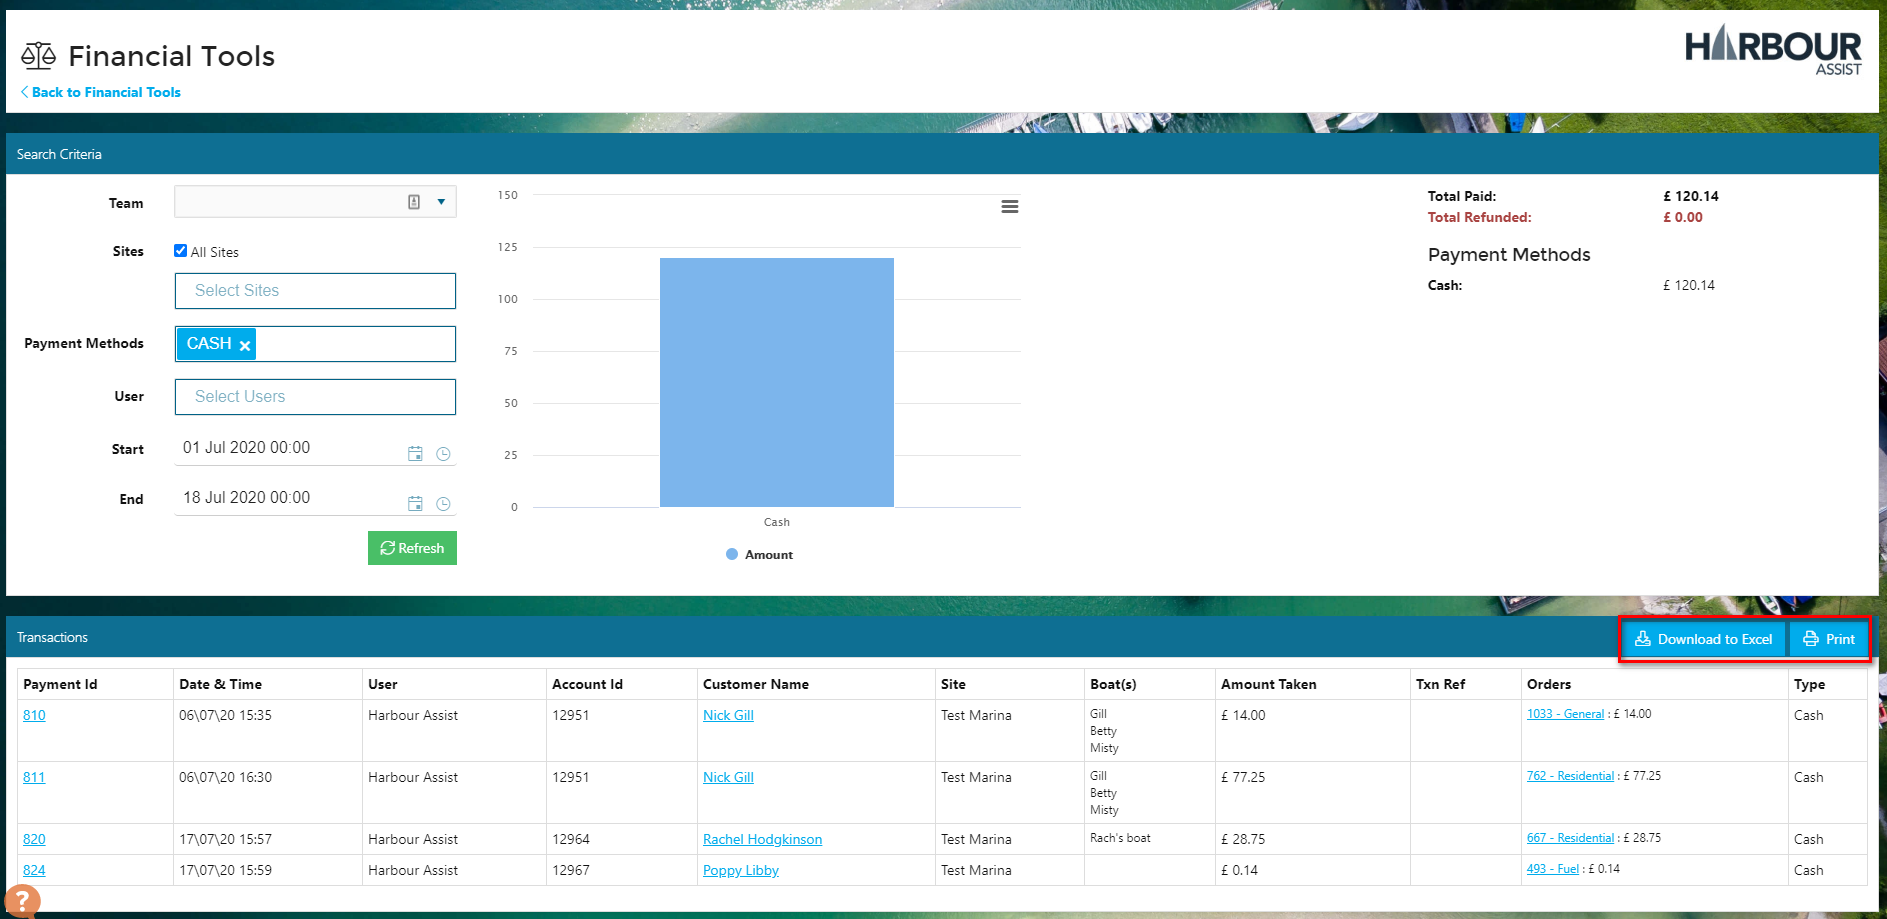 Financial Tools
Back to Financial Tools
HARBOUR
ASSIST
Search Criteria
Team
Sites
All Sites
Select Sites
Payment Methods
CASH ×
User
Select Users
Start
01 Jul 2020 00:00
End
18 Jul 2020 00:00
Refresh
150
125
100
75
50
25
0
Cash
Amount
Total Paid: £ 120.14
Total Refunded: £ 0.00
Payment Methods
Cash: £ 120.14
Transactions
Download to Excel Print
Payment Id Date & Time User Account Id Customer Name Site Boat(s) Amount Taken Txn Ref Orders Type
810 06\07\20 15:35 Harbour Assist 12951 Nick Gill Test Marina Gill £ 14.00 1033 - General : £ 14.00 Cash
Betty
Misty
811 06\07\20 16:30 Harbour Assist 12951 Nick Gill Test Marina Gill £ 77.25 762 - Residential : £ 77.25 Cash
Betty
Misty
820 17\07\20 15:57 Harbour Assist 12964 Rachel Hodgkinson Test Marina Rach's boat £ 28.75 667 - Residential : £ 28.75 Cash
824 17\07\20 15:59 Harbour Assist 12967 Poppy Libby Test Marina £ 0.14 493 - Fuel : £ 0.14 Cash
?